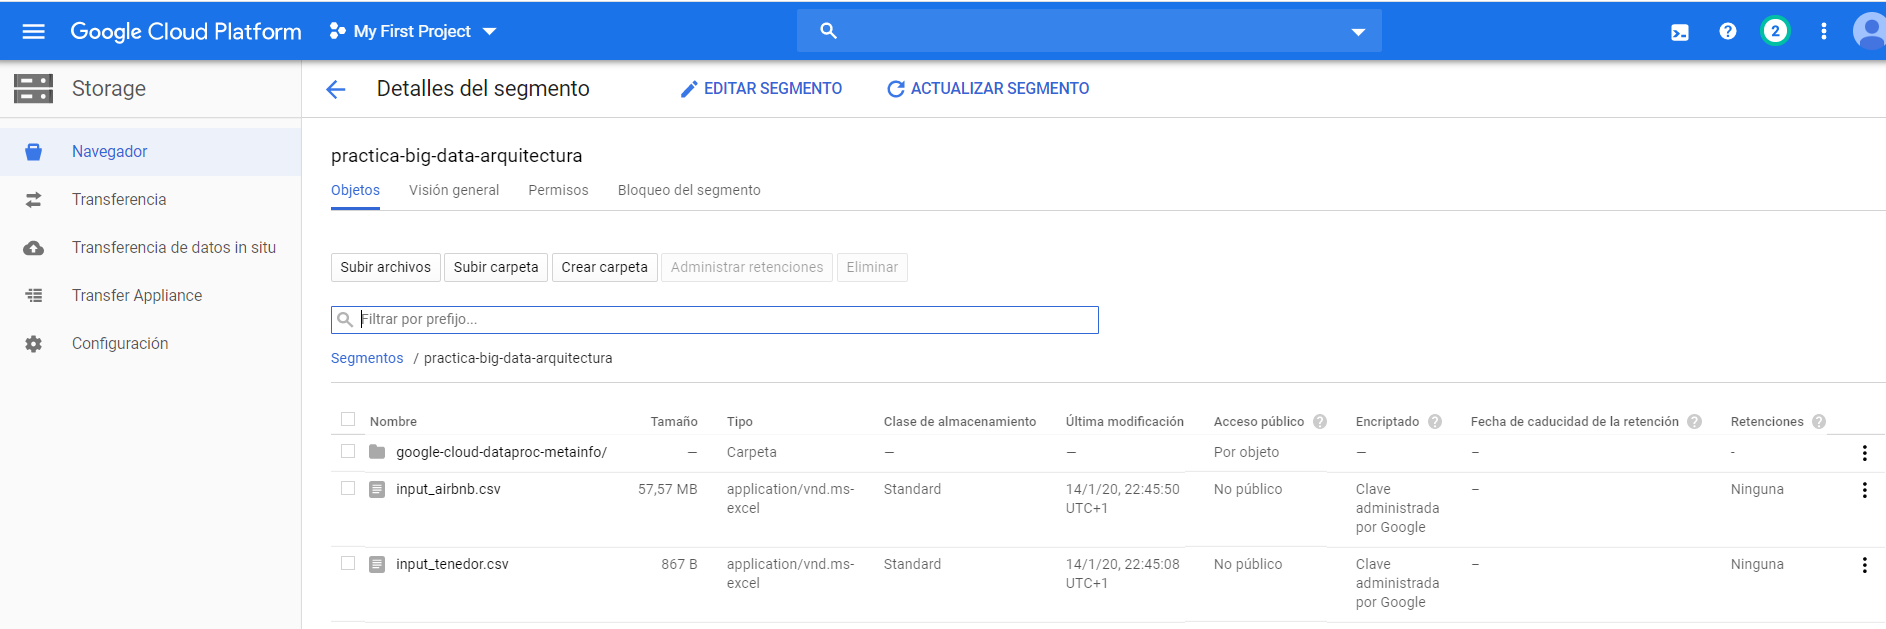 Google Cloud Platform
My First Project
2
Storage
Detalles del segmento
EDITAR SEGMENTO
ACTUALIZAR SEGMENTO
Navegador
Transferencia
Transferencia de datos in situ
Transfer Appliance
Configuración
practica-big-data-arquitectura
Objetos Visión general Permisos Bloqueo del segmento
Subir archivos Subir carpeta Crear carpeta Administrar retenciones Eliminar
Filtrar por prefijo...
Segmentos / practica-big-data-arquitectura
Nombre Tamaño Tipo Clase de almacenamiento Última modificación Acceso público ? Encriptado ? Fecha de caducidad de la retención ? Retenciones ?
google-cloud-dataproc-metainfo/ — Carpeta — — Por objeto — – -
input_airbnb.csv 57,57 MB application/vnd.ms- Standard 14/1/20, 22:45:50 No público Clave – Ninguna
excel UTC+1 administrada
por Google
input_tenedor.csv 867 B application/vnd.ms- Standard 14/1/20, 22:45:08 No público Clave – Ninguna
excel UTC+1 administrada
por Google